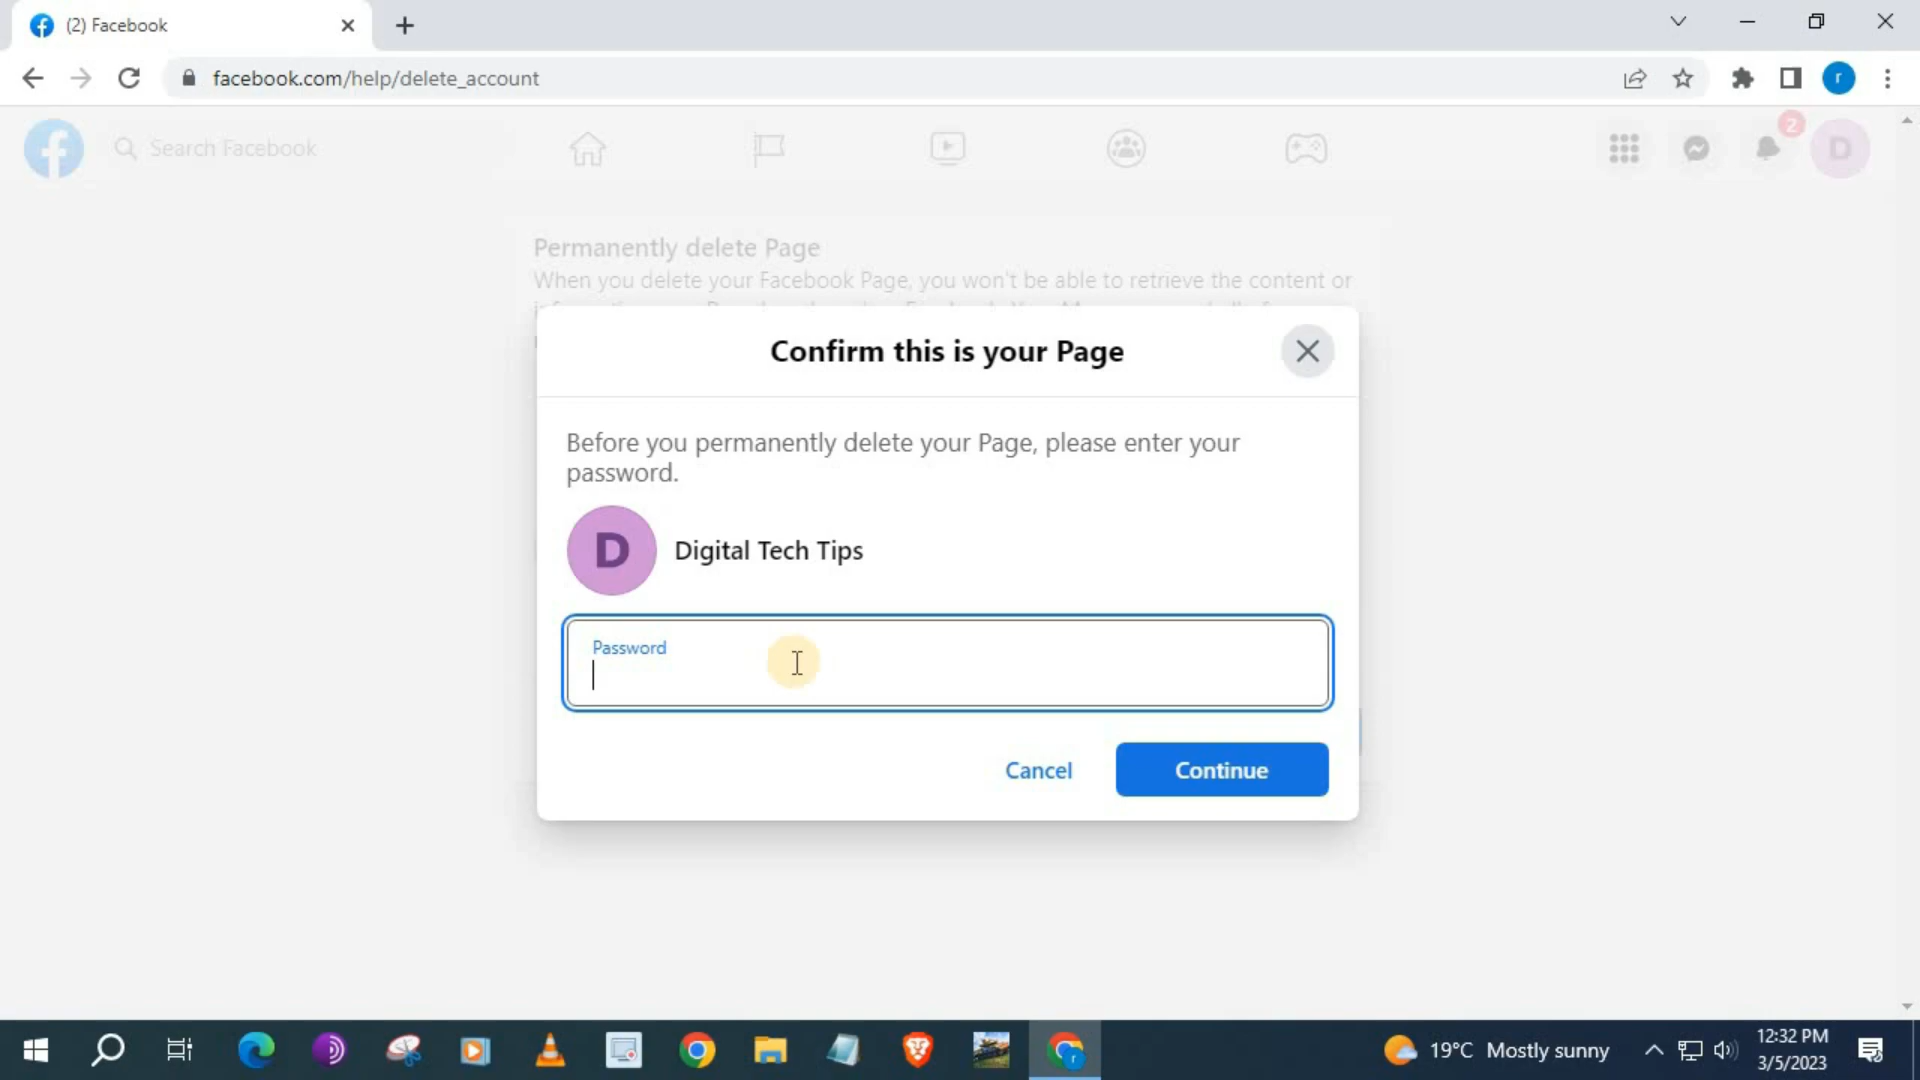 (2) Facebook
facebook.com/help/delete_account
r
Search Facebook
2
D
Permanently delete Page
When you delete your Facebook Page, you won't be able to retrieve the content or
Confirm this is your Page
Before you permanently delete your Page, please enter your
password.
D
Digital Tech Tips
Password
Cancel
Continue
r
19°C Mostly sunny
12:32 PM
3/5/2023